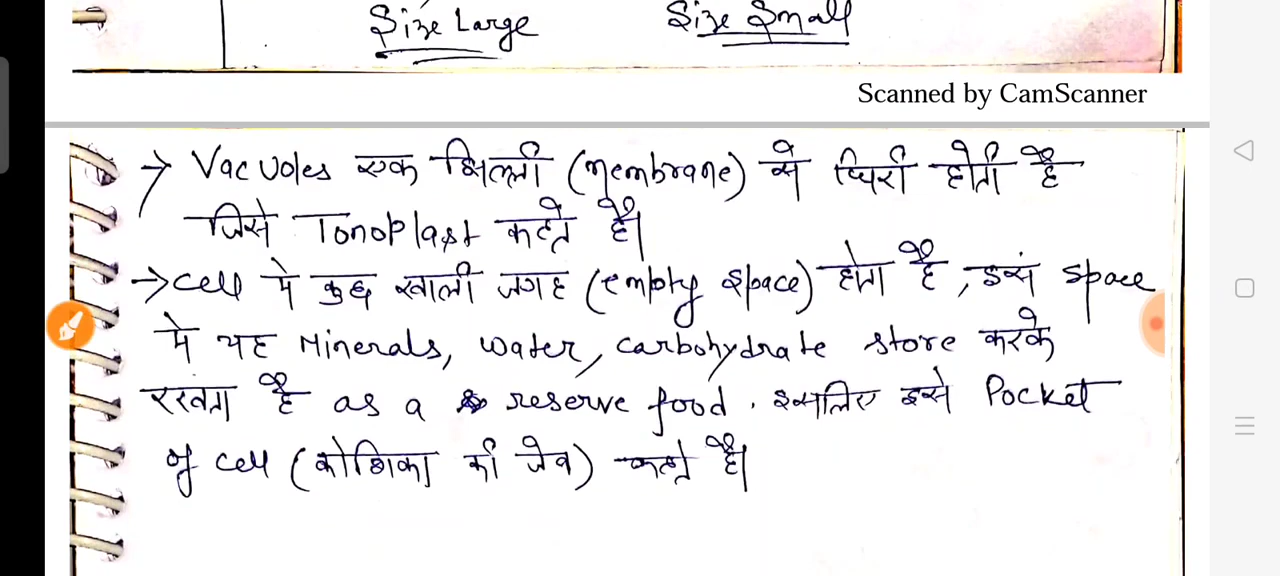 Size Large Size Small
Scanned by CamScanner
→ Vacuoles एक झिल्ली (membrane) से घिरी होती है
जिसे Tonoplast कहते है।
→ cell मे कुछ खाली जगह (empty space) होता है, इस space
मे यह Minerals, water, carbohydrate store करके
रखता है as a reserve food. इसलिए इसे Pocket
of cell (कोशिका की जेब) कहते है।